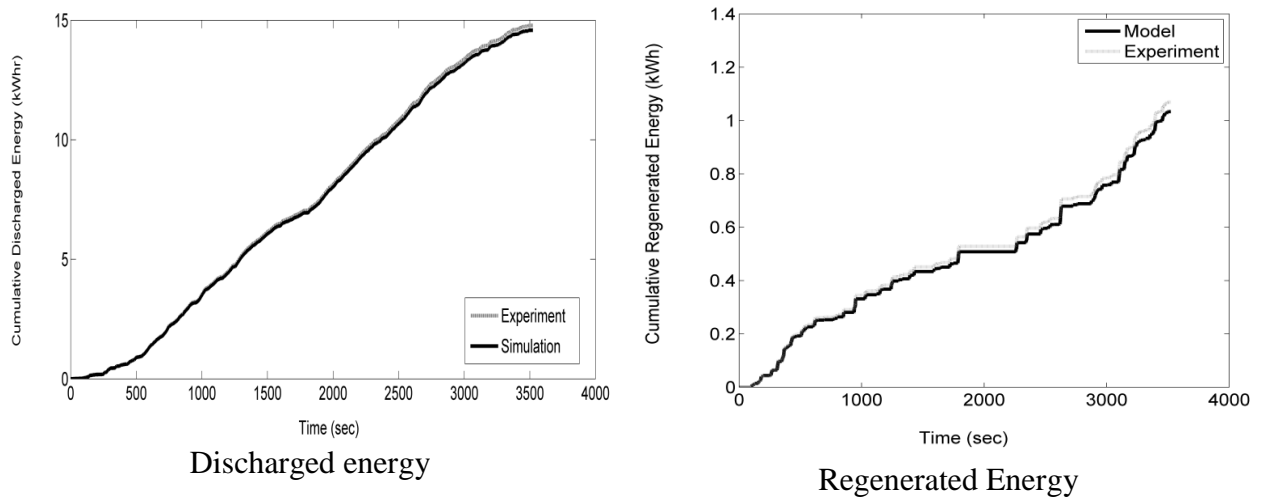 Cumulative Discharged Energy (kWhr)
15
10
5
0
0 500 1000 1500 2000 2500 3000 3500 4000
Time (sec)
Experiment
Simulation
Discharged energy
Cumulative Regenerated Energy (kWh)
1.4
1.2
1
0.8
0.6
0.4
0.2
0
0 1000 2000 3000 4000
Time (sec)
Model
Experiment
Regenerated Energy